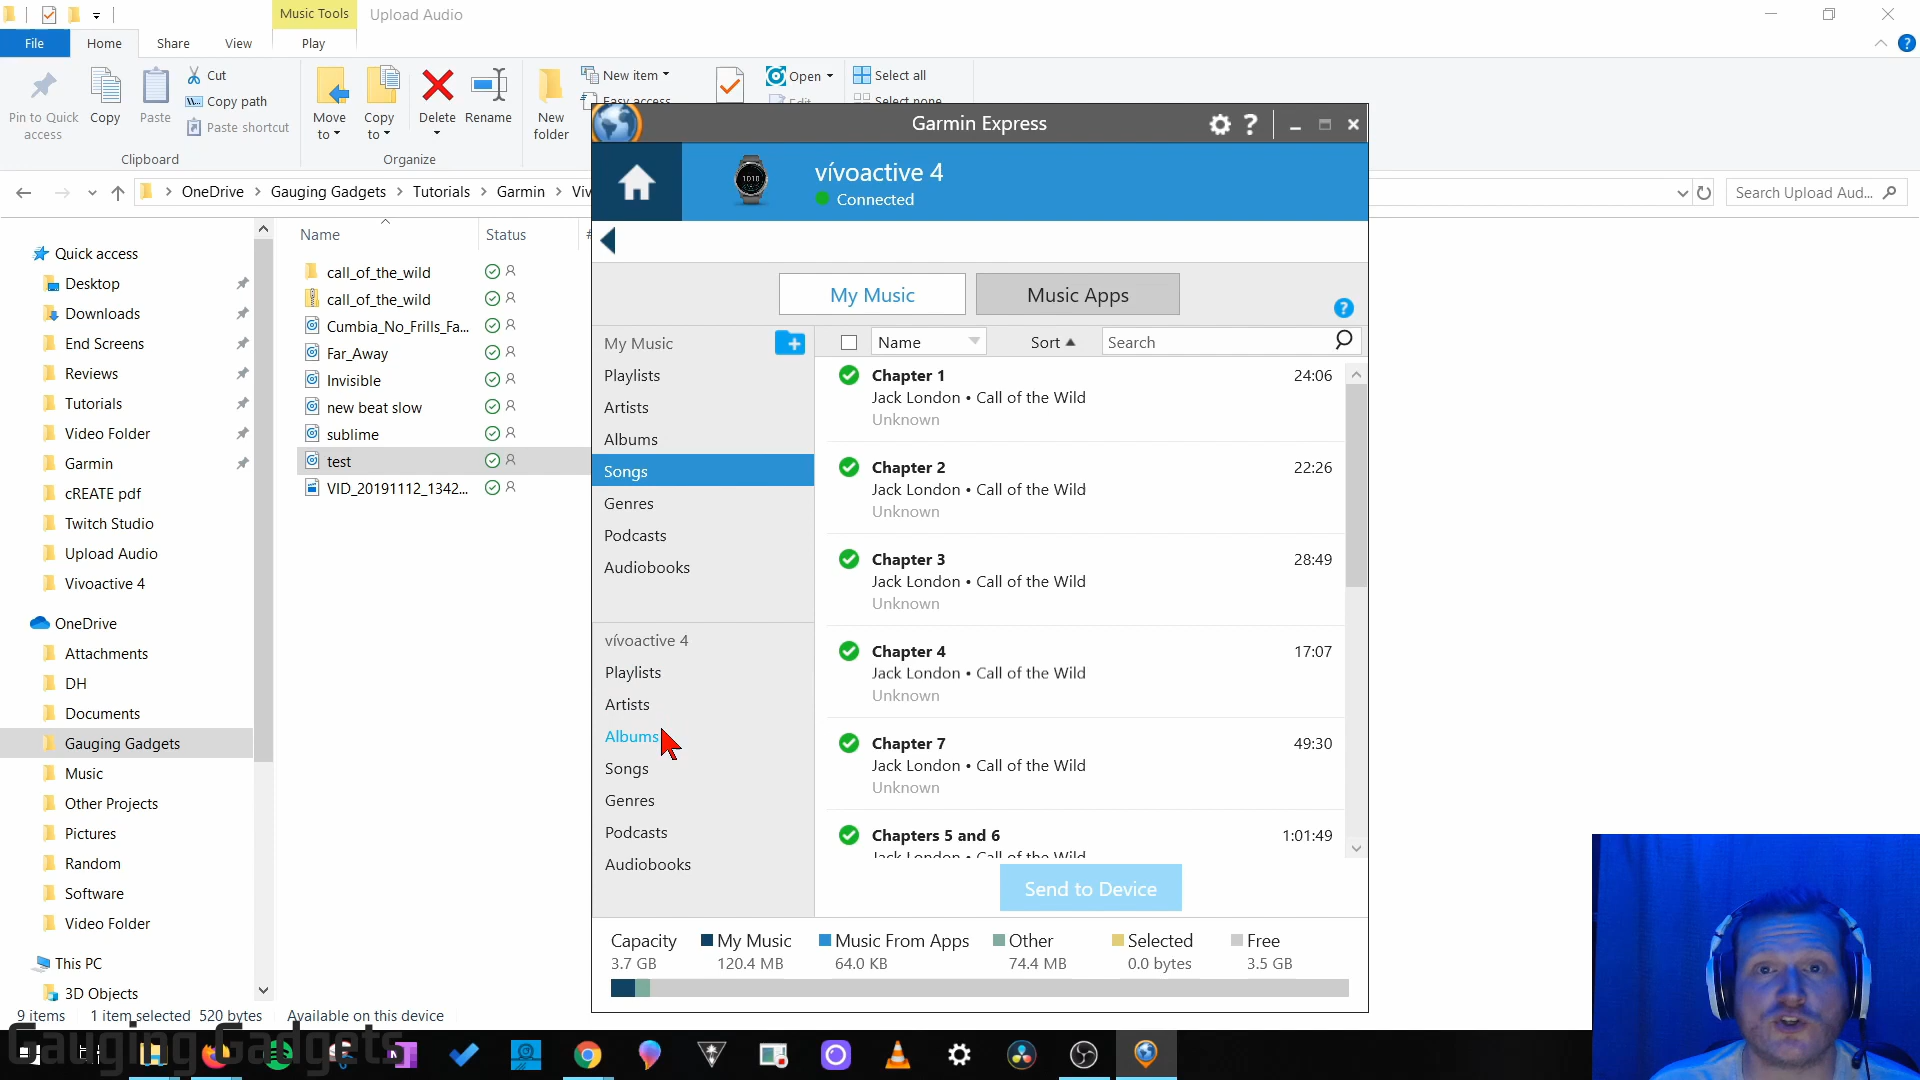 Music Tools
Upload Audio
File
Home
Share
View
Play
Pin to Quick access
Copy
Paste
Cut
Copy path
Paste shortcut
Clipboard
Move to
Copy to
Delete
Rename
Organize
New folder
New item
Easy access
Open
Edit
Select all
Select none
OneDrive > Gauging Gadgets > Tutorials > Garmin > Viv
Search Upload Aud...
Name
Status
Quick access
Desktop
Downloads
End Screens
Reviews
Tutorials
Video Folder
Garmin
cREATE pdf
Twitch Studio
Upload Audio
Vivoactive 4
OneDrive
Attachments
DH
Documents
Gauging Gadgets
Music
Other Projects
Pictures
Random
Software
Video Folder
This PC
3D Objects
call_of_the_wild
call_of_the_wild
Cumbia_No_Frills_Fa...
Far_Away
Invisible
new beat slow
sublime
test
VID_20191112_1342...
9 items
1 item selected 520 bytes
Available on this device
Garmin Express
vívoactive 4
Connected
My Music
Music Apps
My Music
Playlists
Artists
Albums
Songs
Genres
Podcasts
Audiobooks
vívoactive 4
Playlists
Artists
Albums
Songs
Genres
Podcasts
Audiobooks
Name
Sort
Search
Chapter 1
24:06
Jack London • Call of the Wild
Unknown
Chapter 2
22:26
Jack London • Call of the Wild
Unknown
Chapter 3
28:49
Jack London • Call of the Wild
Unknown
Chapter 4
17:07
Jack London • Call of the Wild
Unknown
Chapter 7
49:30
Jack London • Call of the Wild
Unknown
Chapters 5 and 6
1:01:49
Jack London • Call of the Wild
Send to Device
Capacity
3.7 GB
My Music
120.4 MB
Music From Apps
64.0 KB
Other
74.4 MB
Selected
0.0 bytes
Free
3.5 GB
Gauging Gadgets